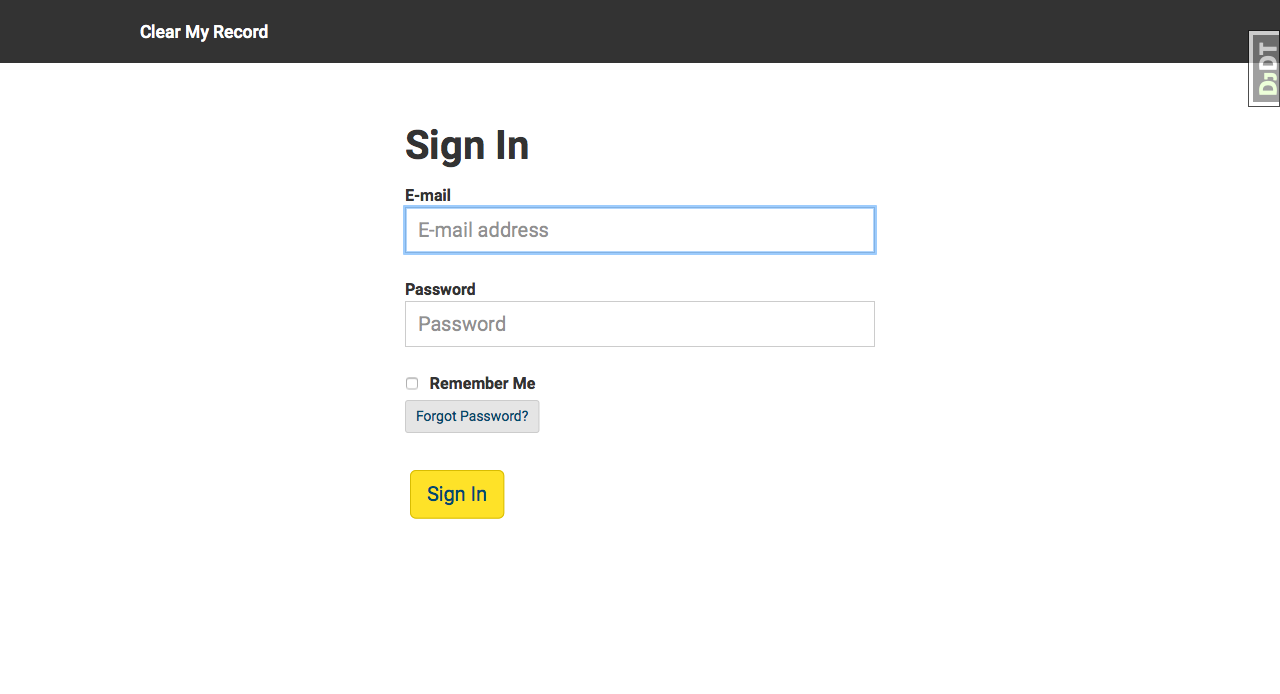 Clear My Record
DJDT
Sign In
E-mail
E-mail address
Password
Password
Remember Me
Forgot Password?
Sign In